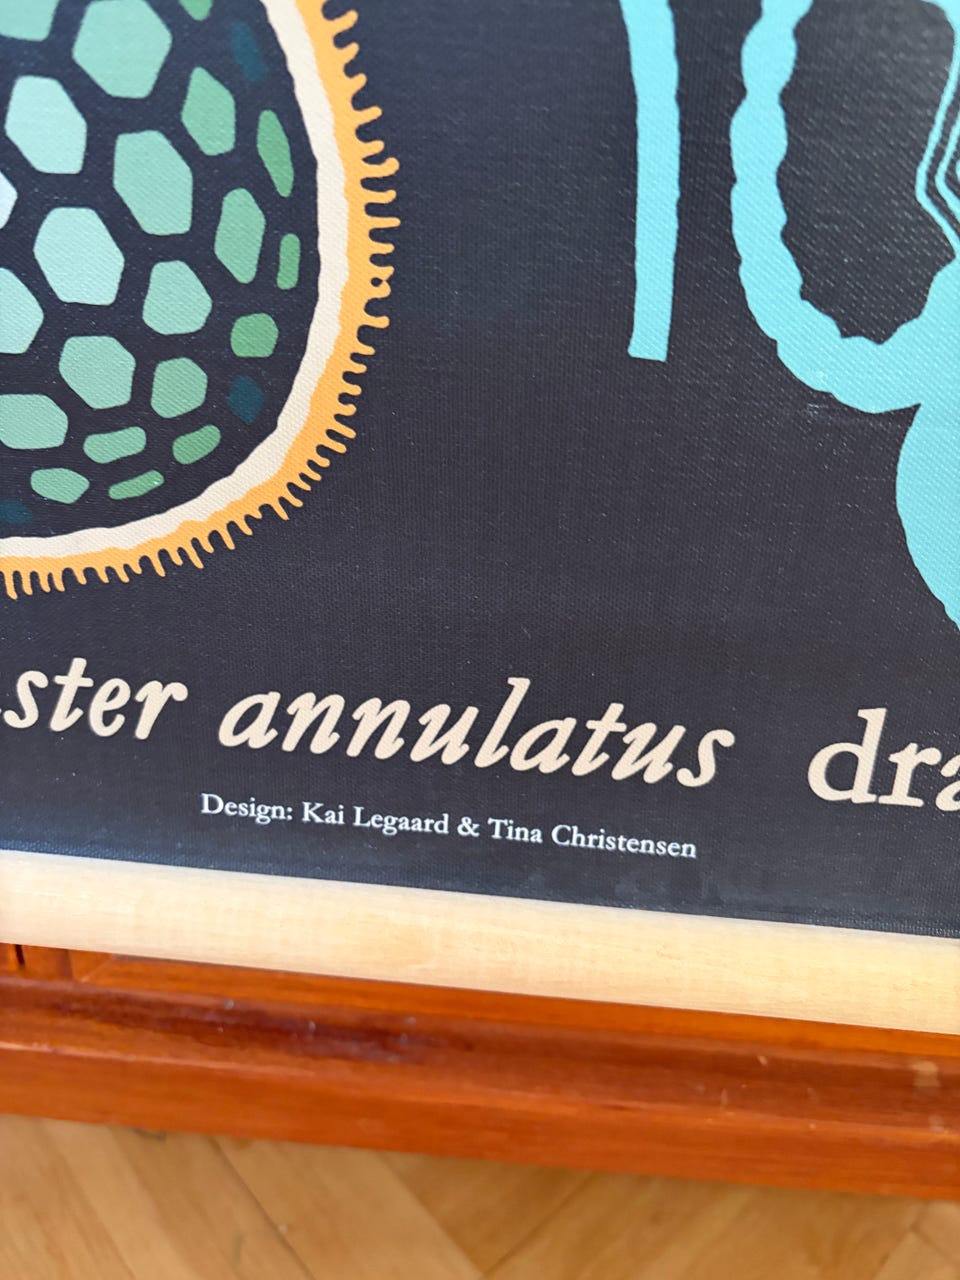 ster annulatus dra
Design: Kai Legaard & Tina Christensen